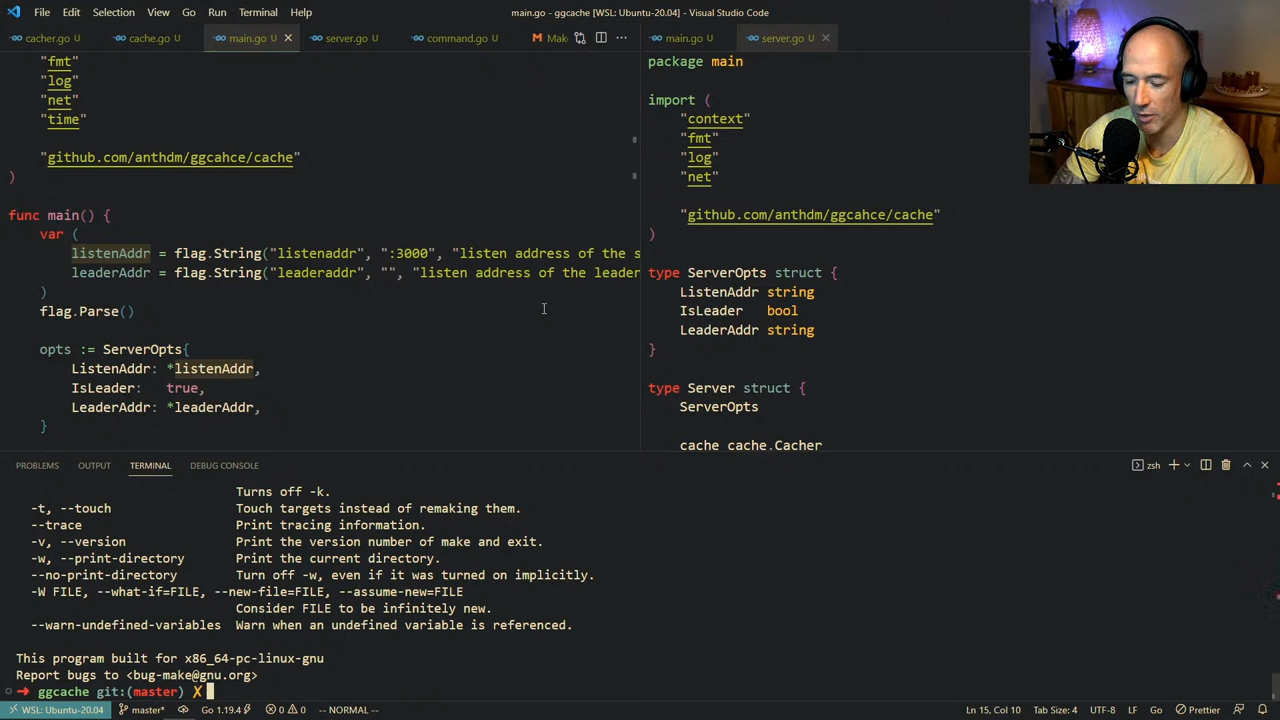 File Edit Selection View Go Run Terminal Help
main.go - ggcache [WSL: Ubuntu-20.04] - Visual Studio Code
cacher.go U cache.go U main.go U server.go U command.go U Mak
main.go U server.go U
"fmt"
"log"
"net"
"time"
"github.com/anthdm/ggcahce/cache"
)
func main() {
var (
listenAddr = flag.String("listenaddr", ":3000", "listen address of the s
leaderAddr = flag.String("leaderaddr", "", "listen address of the leader
)
flag.Parse()
opts := ServerOpts{
ListenAddr: *listenAddr,
IsLeader: true,
LeaderAddr: *leaderAddr,
}
package main
import (
"context"
"fmt"
"log"
"net"
"github.com/anthdm/ggcahce/cache"
)
type ServerOpts struct {
ListenAddr string
IsLeader bool
LeaderAddr string
}
type Server struct {
ServerOpts
cache cache.Cacher
PROBLEMS OUTPUT TERMINAL DEBUG CONSOLE
zsh
Turns off -k.
-t, --touch Touch targets instead of remaking them.
--trace Print tracing information.
-v, --version Print the version number of make and exit.
-w, --print-directory Print the current directory.
--no-print-directory Turn off -w, even if it was turned on implicitly.
-W FILE, --what-if=FILE, --new-file=FILE, --assume-new=FILE
Consider FILE to be infinitely new.
--warn-undefined-variables Warn when an undefined variable is referenced.
This program built for x86_64-pc-linux-gnu
Report bugs to <bug-make@gnu.org>
➜ ggcache git:(master) ✗
WSL: Ubuntu-20.04 master* Go 1.19.4 0 0 -- NORMAL -- Ln 15, Col 10 Tab Size: 4 UTF-8 LF Go Prettier